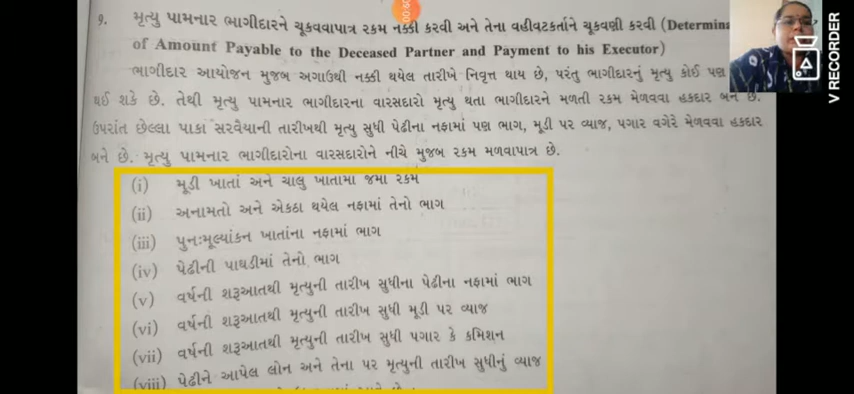 ૧. મૃત્યુ પામનાર ભાગીદારને ચૂકવવાપાત્ર રકમ નક્કી કરવી અને તેના વહીવટકર્તાને ચૂકવણી કરવી (Determina
of Amount Payable to the Deceased Partner and Payment to his Executor)
ભાગીદાર આયોજન મુજબ અગાઉથી નક્કી થયેલ તારીખે નિવૃત્ત થાય છે, પરંતુ ભાગીદારનું મૃત્યુ કોઈ પણ
થઈ શકે છે. તેથી મૃત્યુ પામનાર ભાગીદારના વારસદારો મૃત્યુ થતા ભાગીદારને મળતી રકમ મેળવવા હકદાર બને છે.
ઉપરાંત છેલ્લા પાકા સરવૈયાની તારીખથી મૃત્યુ સુધી પેઢીના નફામાં પણ ભાગ, મૂડી પર વ્યાજ, પગાર વગેરે મેળવવા હકદાર
બને છે. મૃત્યુ પામનાર ભાગીદારોના વારસદારોને નીચે મુજબ રકમ મળવાપાત્ર છે.
(i) મૂડી ખાતાં અને ચાલુ ખાતામાં જમા રકમ
(ii) અનામતો અને એકઠા થયેલ નફામાં તેનો ભાગ
(iii) પુનઃમૂલ્યાંકન ખાતાંના નફામાં ભાગ
(iv) પેઢીની પાઘડીમાં તેનો ભાગ
(v) વર્ષની શરૂઆતથી મૃત્યુની તારીખ સુધીના પેઢીના નફામાં ભાગ
(vi) વર્ષની શરૂઆતથી મૃત્યુની તારીખ સુધી મૂડી પર વ્યાજ
(vii) વર્ષની શરૂઆતથી મૃત્યુની તારીખ સુધી પગાર કે કમિશન
(viii) પેઢીને આપેલ લોન અને તેના પર મૃત્યુની તારીખ સુધીનું વ્યાજ
V RECORDER